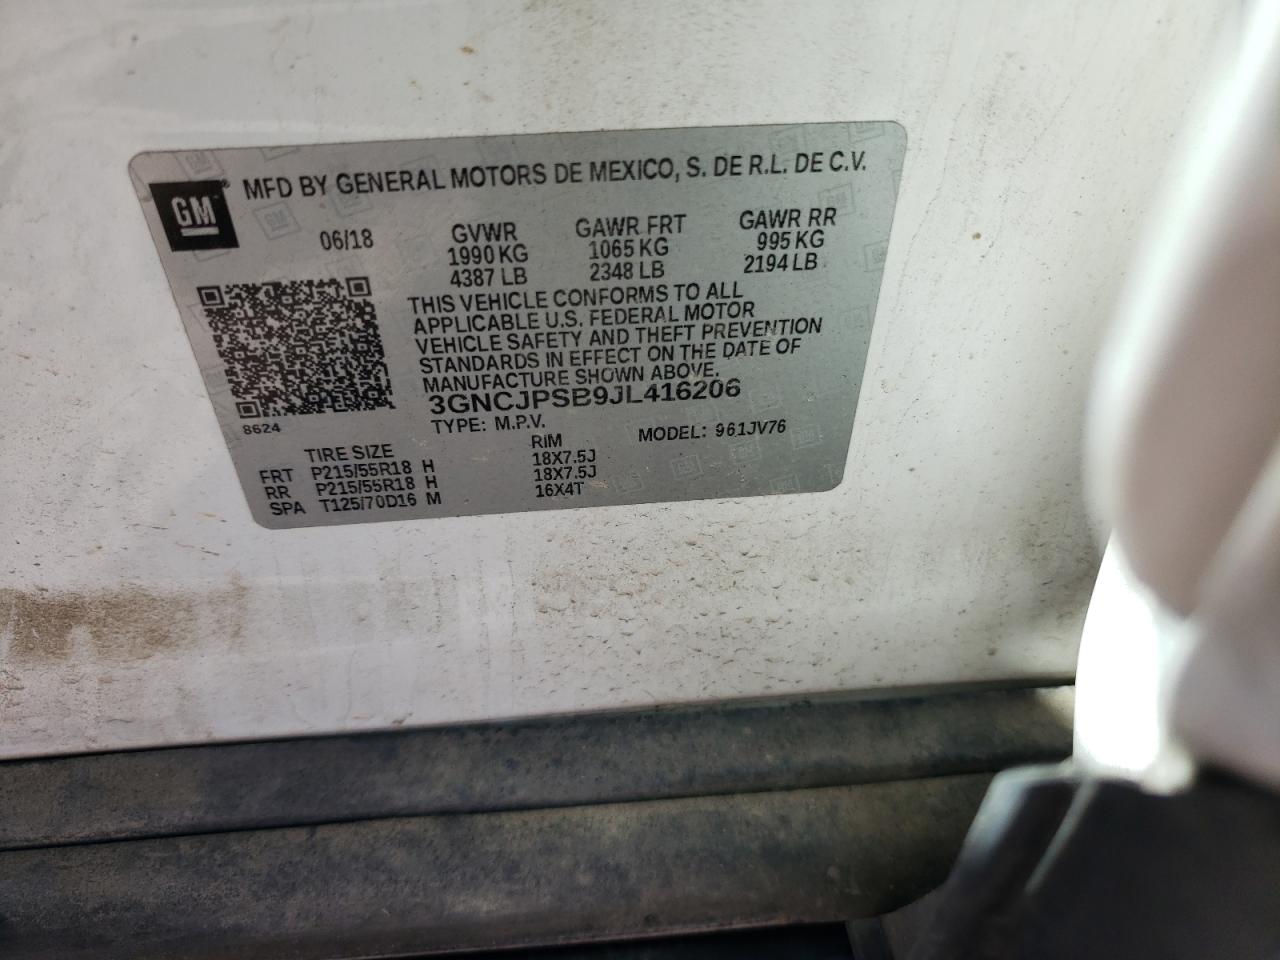 GM® MFD BY GENERAL MOTORS DE MEXICO, S. DE R.L. DE C.V.
06/18 GVWR GAWR FRT GAWR RR
1990 KG 1065 KG 995 KG
4387 LB 2348 LB 2194 LB
THIS VEHICLE CONFORMS TO ALL
APPLICABLE U.S. FEDERAL MOTOR
VEHICLE SAFETY AND THEFT PREVENTION
STANDARDS IN EFFECT ON THE DATE OF
MANUFACTURE SHOWN ABOVE.
3GNCJPSB9JL416206
8624 TYPE: M.P.V. MODEL: 961JV76
TIRE SIZE RIM
FRT P215/55R18 H 18X7.5J
RR P215/55R18 H 18X7.5J
SPA T125/70D16 M 16X4T